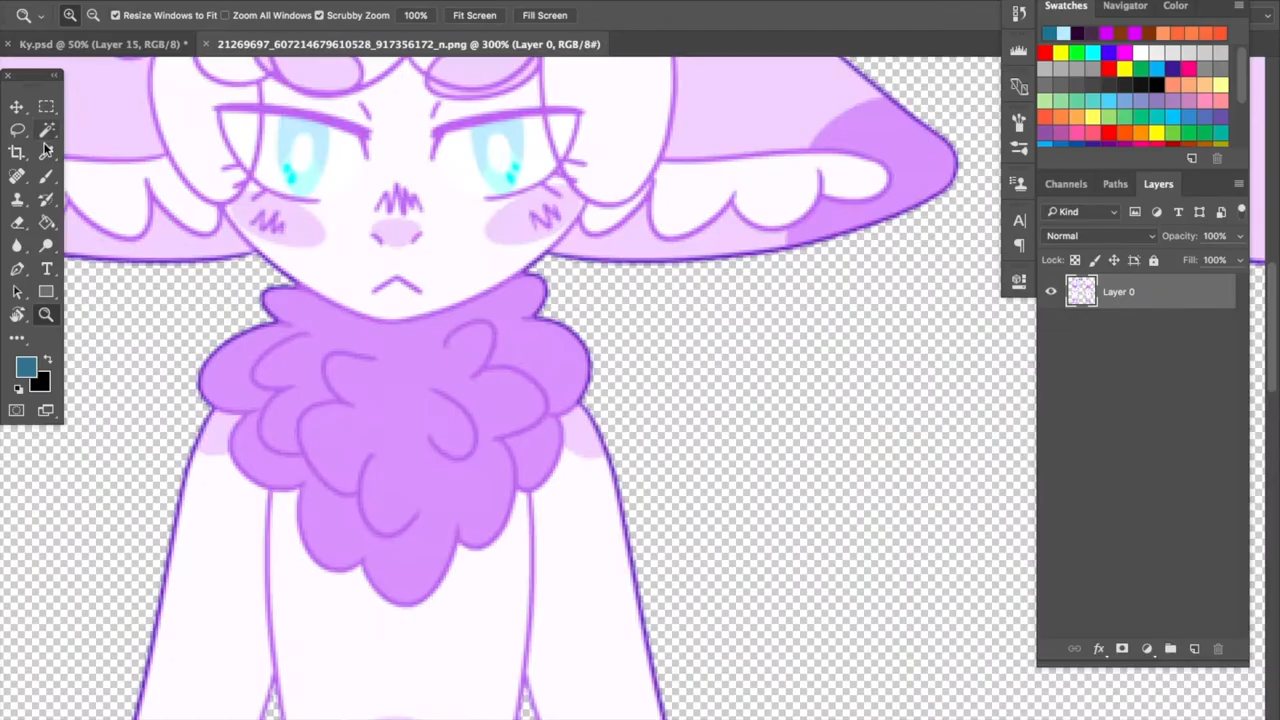 Resize Windows to Fit Zoom All Windows Scrubby Zoom 100% Fit Screen Fill Screen
Ky.psd @ 50% (Layer 15, RGB/8) * 21269697_607214679610528_917356172_n.png @ 300% (Layer 0, RGB/8#)
Swatches Navigator Color
Channels Paths Layers
Kind
Normal Opacity: 100%
Lock: Fill: 100%
Layer 0